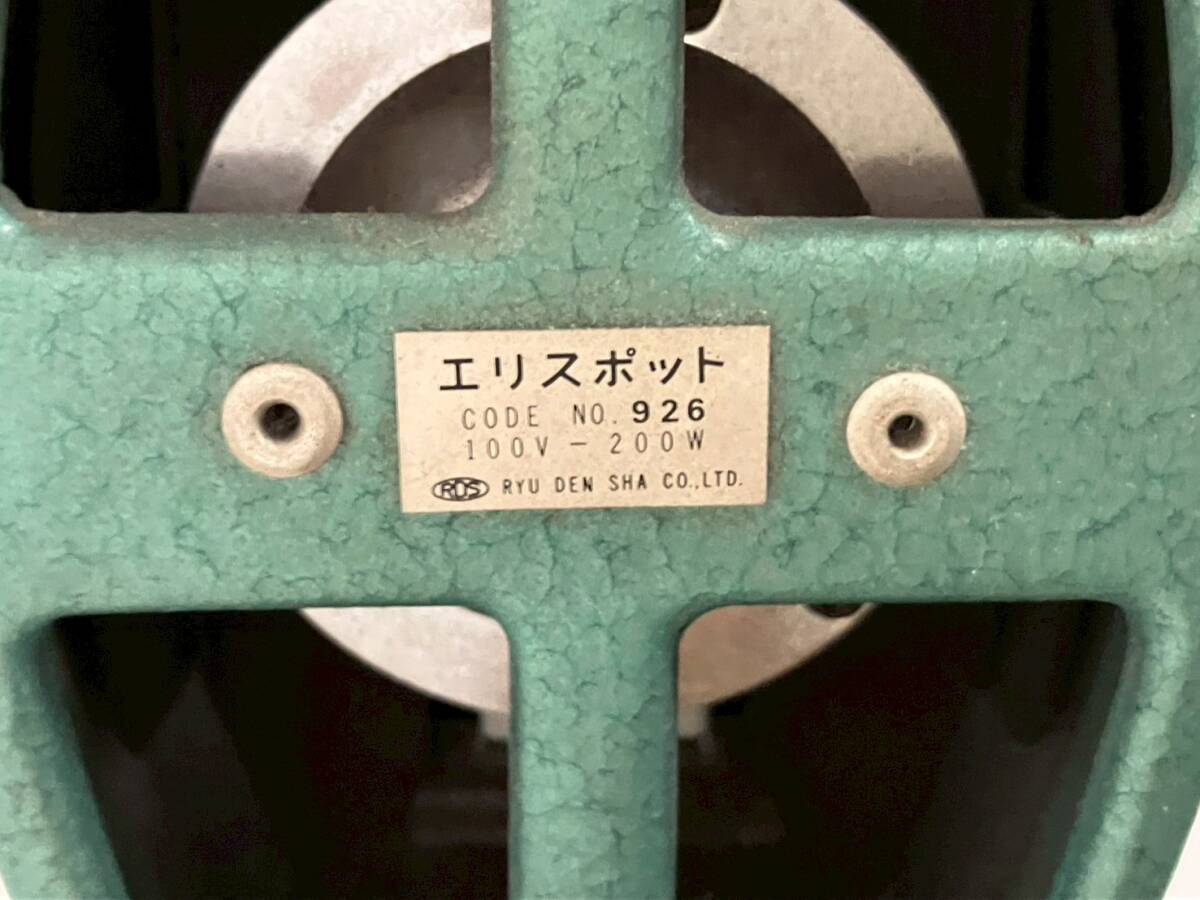 エリスポット
CODE NO. 926
100V - 200W
RDS RYU DEN SHA CO.,LTD.